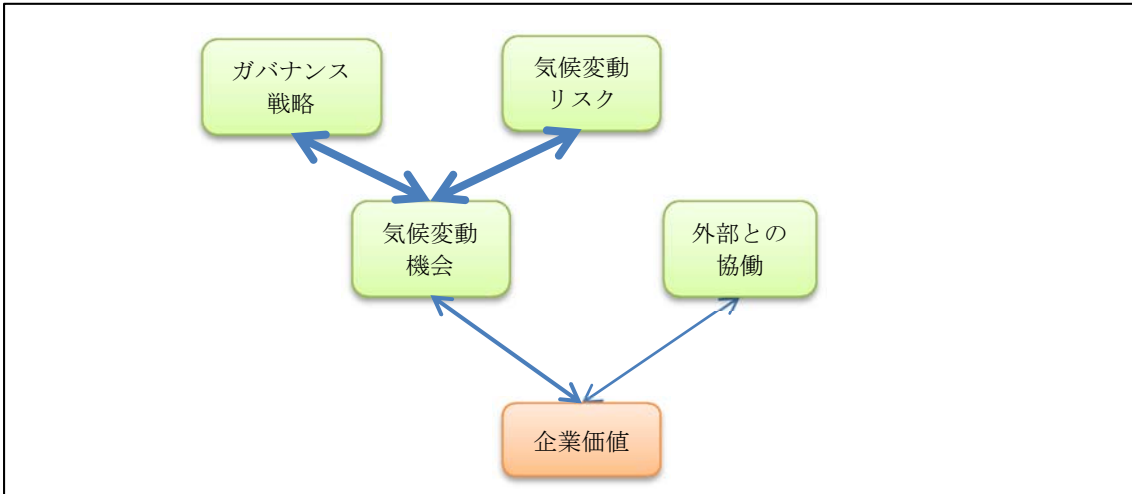 ガバナンス
戦略
気候変動
リスク
気候変動
機会
外部との
協働
企業価値